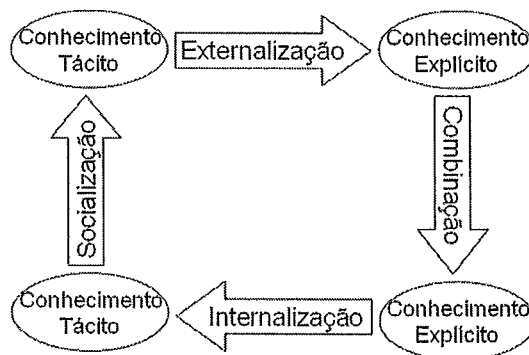 Conhecimento
Tácito
Externalização
Conhecimento
Explícito
Socialização
Combinação
Conhecimento
Tácito
Internalização
Conhecimento
Explícito